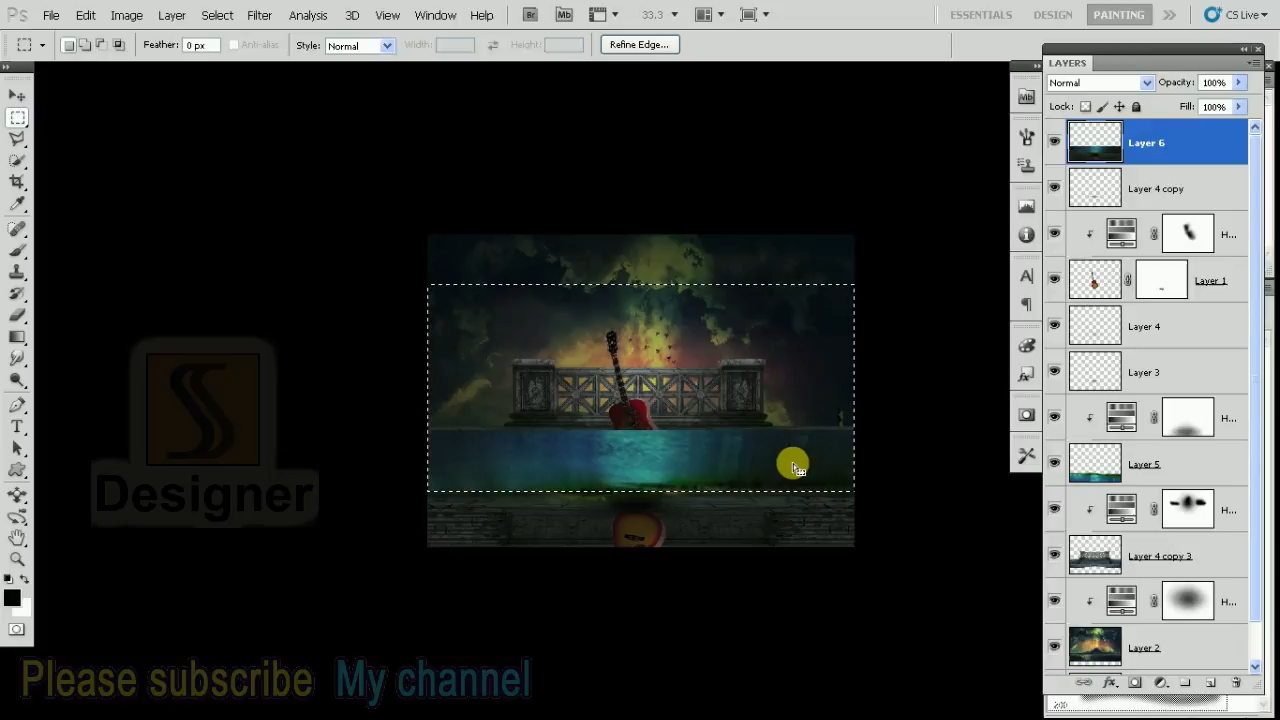 Ps File Edit Image Layer Select Filter Analysis 3D View Window Help Br Mb 33.3 ESSENTIALS DESIGN PAINTING CS Live
Feather: 0 px Anti-alias Style: Normal Width: Height: Refine Edge...
LAYERS
Normal Opacity: 100%
Lock: Fill: 100%
Layer 6
Layer 4 copy
H...
Layer 1
Layer 4
Layer 3
H...
Layer 5
H...
Layer 4 copy 3
H...
Layer 2
Designer
Please subscribe My channel
200